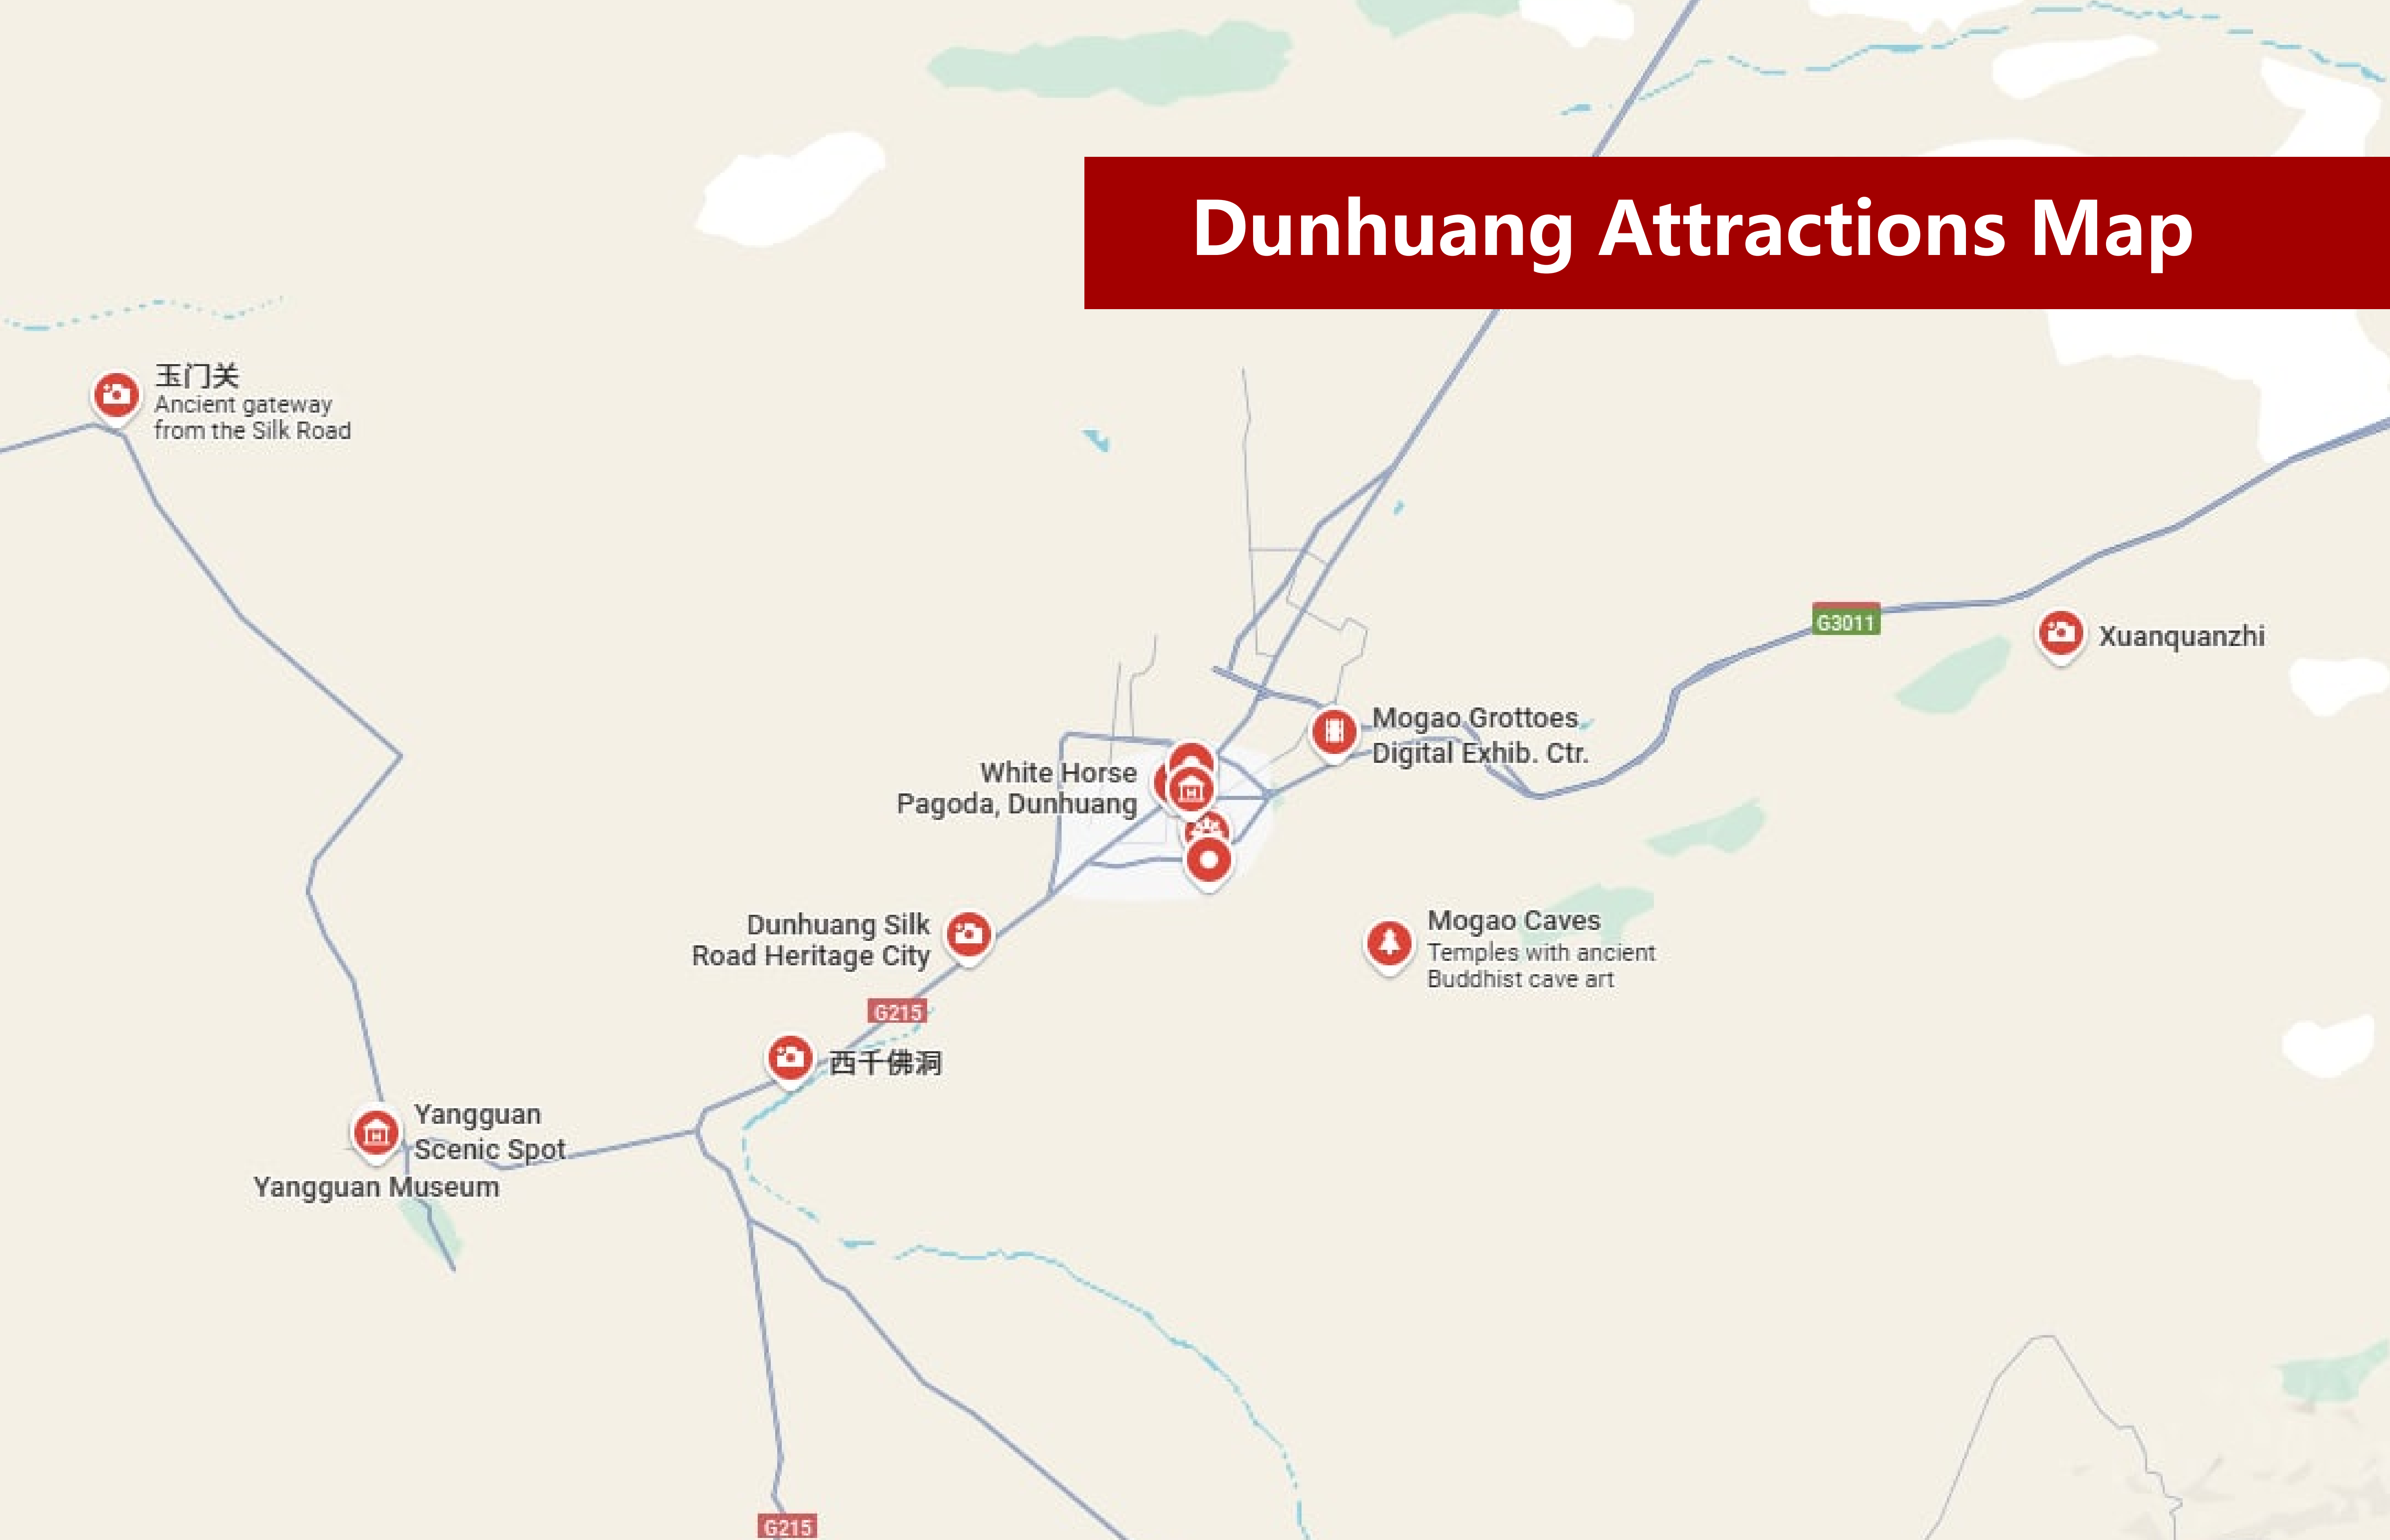 Dunhuang Attractions Map
玉门关
Ancient gateway
from the Silk Road
G3011
Xuanquanzhi
Mogao Grottoes
Digital Exhib. Ctr.
White Horse
Pagoda, Dunhuang
Dunhuang Silk
Road Heritage City
Mogao Caves
Temples with ancient
Buddhist cave art
G215
西千佛洞
Yangguan
Scenic Spot
Yangguan Museum
G215